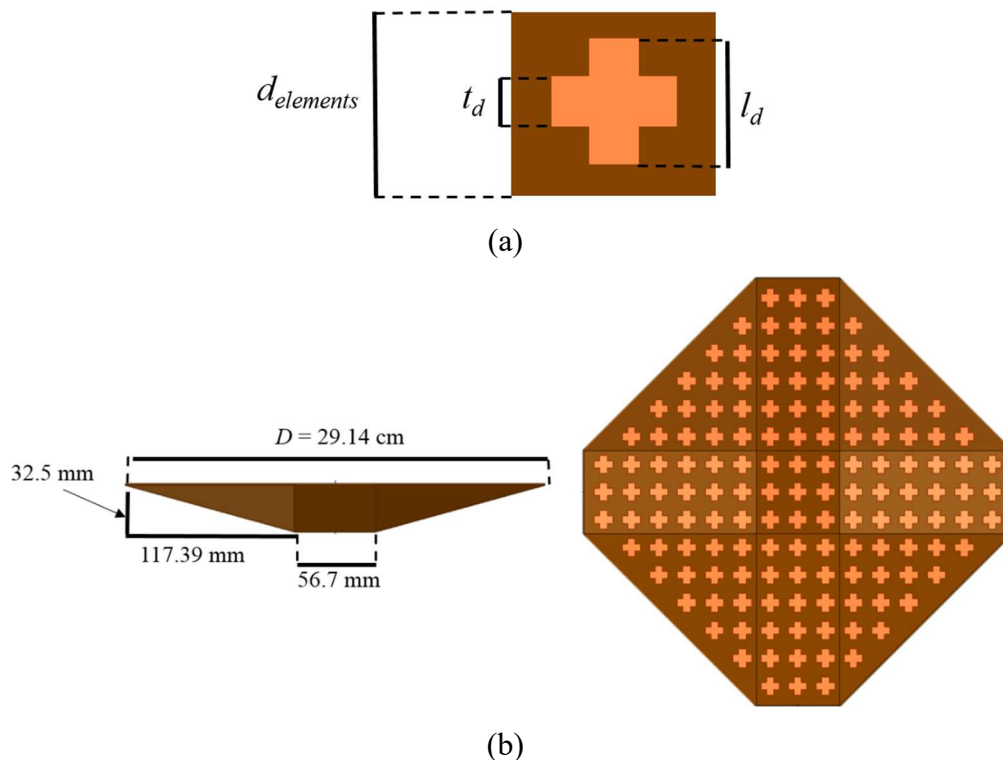 d_elements
t_d
l_d
(a)
D = 29.14 cm
32.5 mm
117.39 mm
56.7 mm
(b)